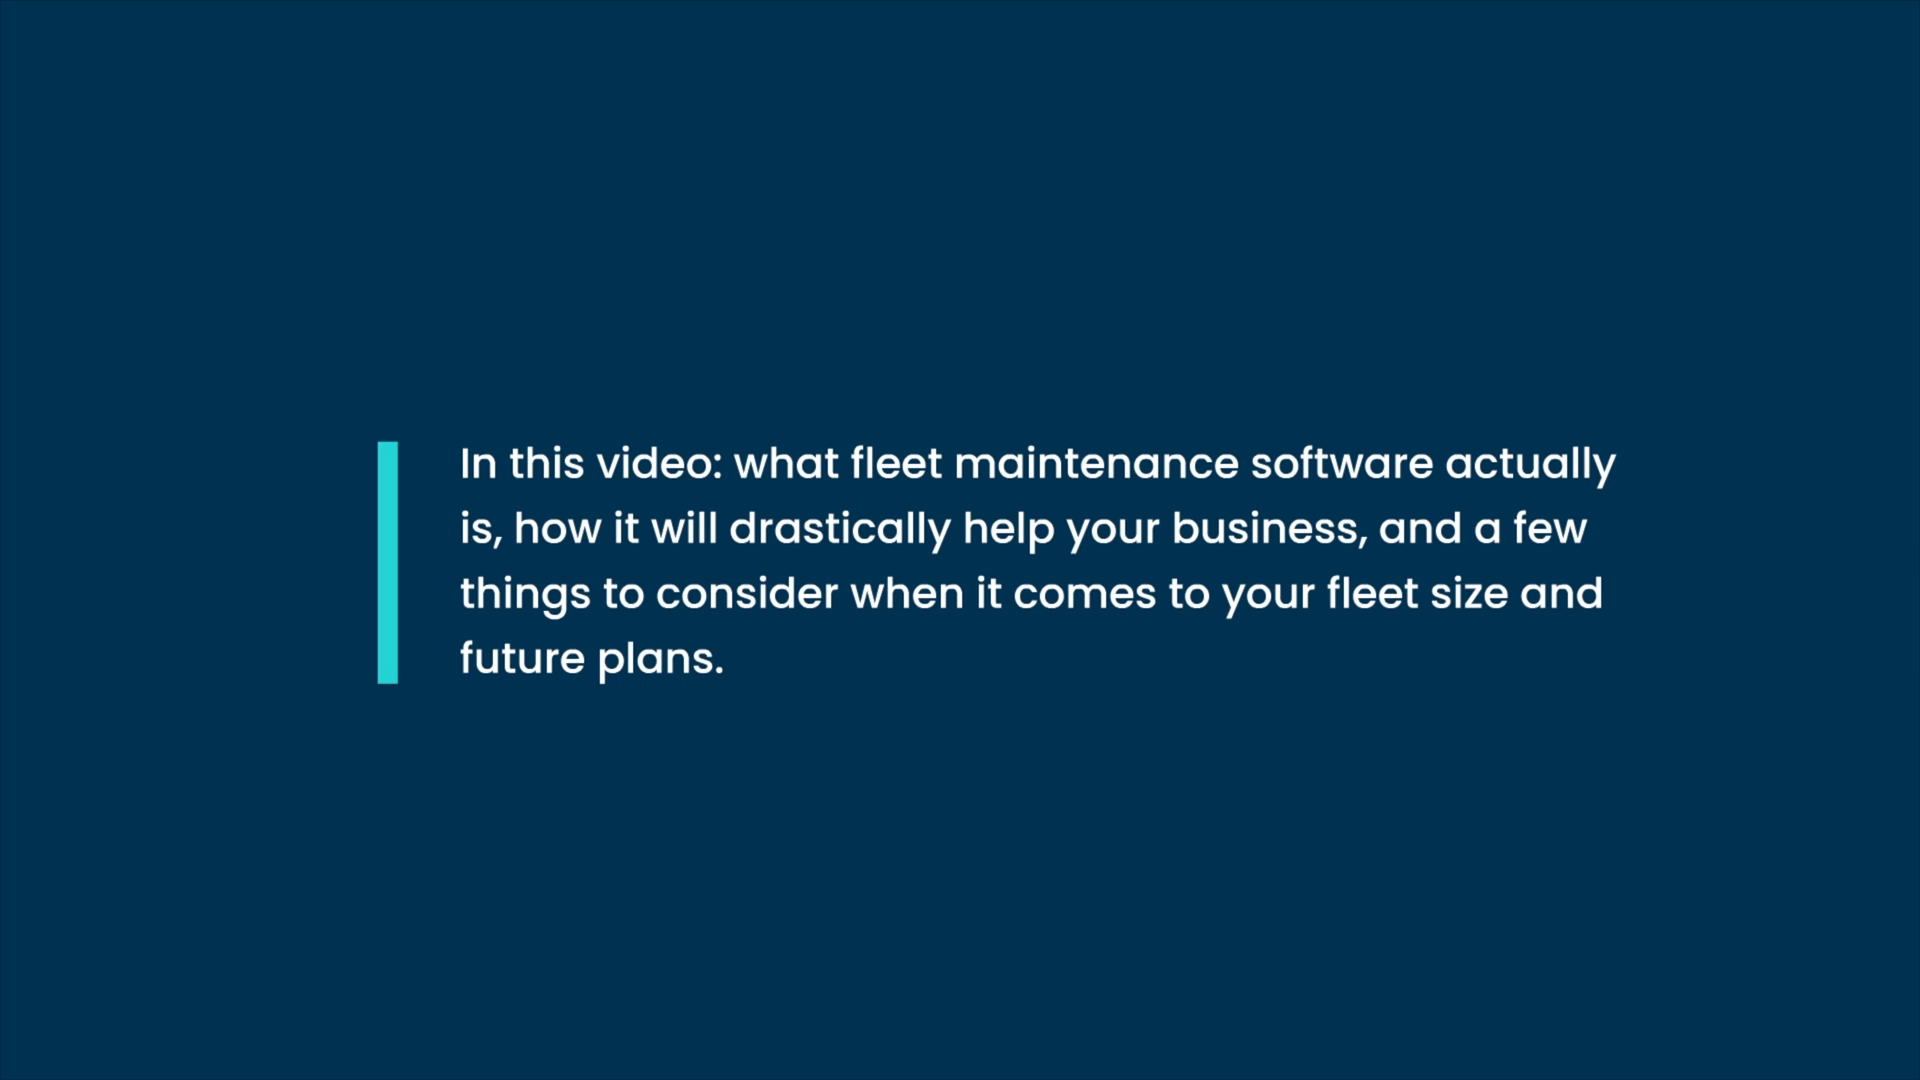 In this video: what fleet maintenance software actually
is, how it will drastically help your business, and a few
things to consider when it comes to your fleet size and
future plans.